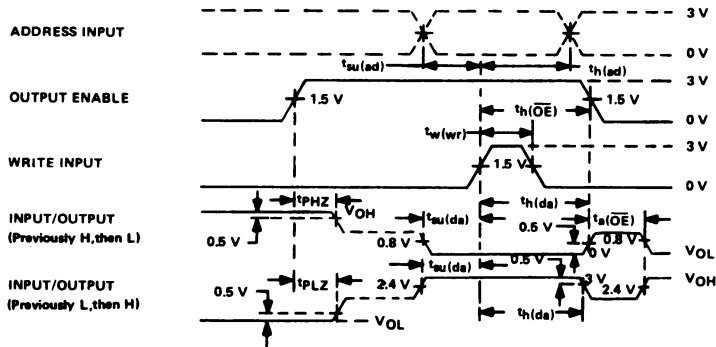 3 V
ADDRESS INPUT
0 V
tsu(ad)
th(ad)
3 V
OUTPUT ENABLE
1.5 V
th(OE)
1.5 V
0 V
tw(wr)
3 V
WRITE INPUT
1.5 V
0 V
tPHZ
VOH
tsu(da)
th(da)
ta(OE)
INPUT/OUTPUT
(Previously H,then L)
0.5 V
0.8 V
0.5 V
0 V
0.8 V
VOL
tPLZ
tsu(da)
0.5 V
3 V
VOH
INPUT/OUTPUT
(Previously L,then H)
0.5 V
2.4 V
2.4 V
VOL
th(da)